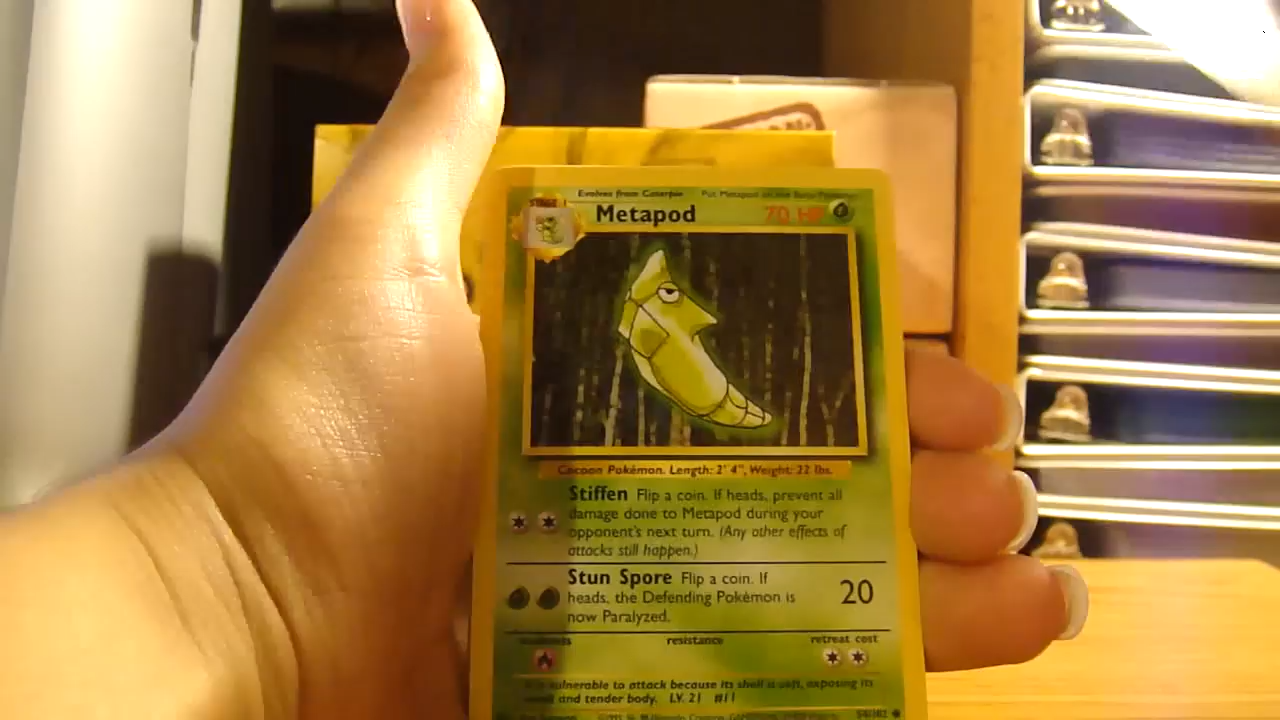 Evolves from Caterpie Put Metapod on the Basic Pokémon
STAGE 1
Metapod 70 HP
Cocoon Pokémon. Length: 2' 4", Weight: 22 lbs.
Stiffen Flip a coin. If heads, prevent all
damage done to Metapod during your
opponent's next turn. (Any other effects of
attacks still happen.)
Stun Spore Flip a coin. If
heads, the Defending Pokémon is
now Paralyzed.
20
weakness resistance retreat cost
vulnerable to attack because its shell is soft, exposing its
and tender body. LV. 21 #11
54/102